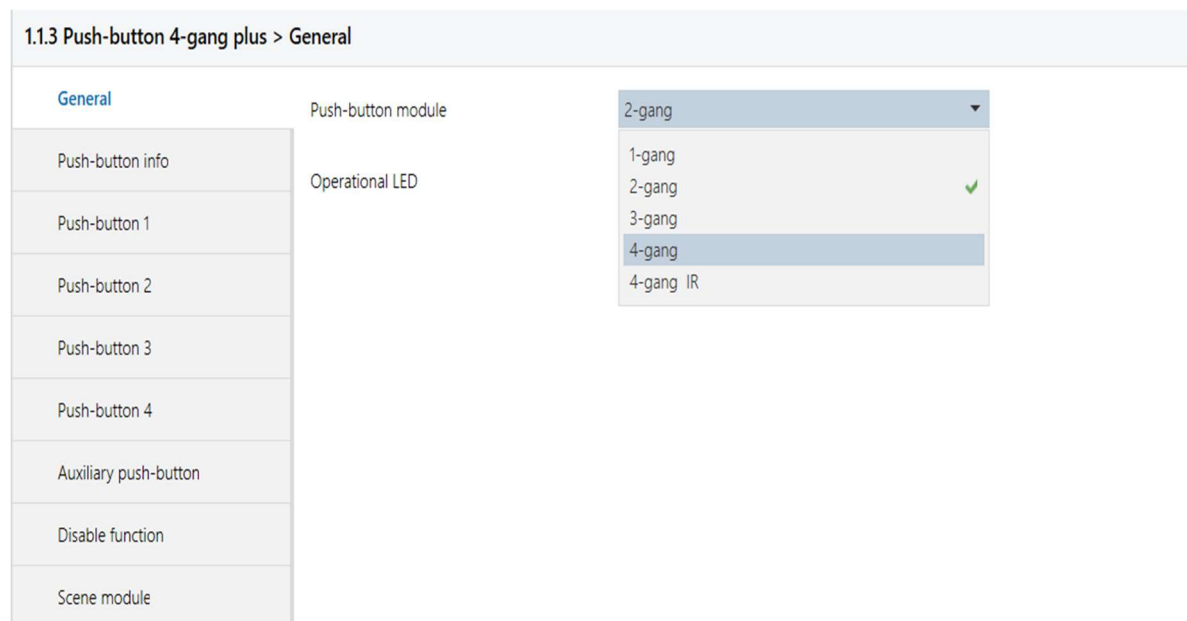 1.1.3 Push-button 4-gang plus > General
General
Push-button info
Push-button 1
Push-button 2
Push-button 3
Push-button 4
Auxiliary push-button
Disable function
Scene module
Push-button module
2-gang
1-gang
2-gang
3-gang
4-gang
4-gang IR
Operational LED